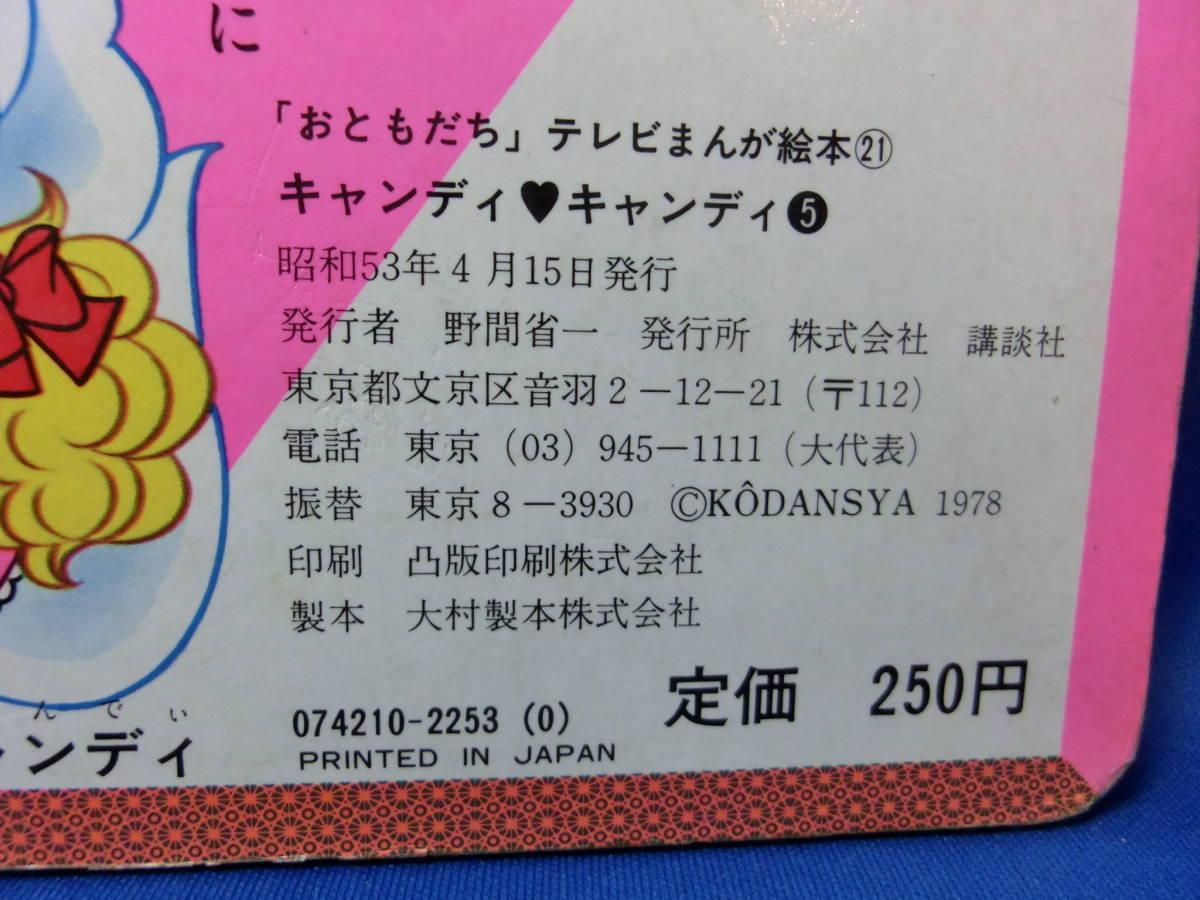 に
「おともだち」テレビまんが絵本㉑
キャンディ♥キャンディ❺
昭和53年4月15日発行
発行者 野間省一 発行所 株式会社 講談社
東京都文京区音羽2－12－21（〒112）
電話 東京（03）945－1111（大代表）
振替 東京8－3930 ©KÔDANSYA 1978
印刷 凸版印刷株式会社
製本 大村製本株式会社
定価 250円
074210-2253（0）
PRINTED IN JAPAN
んでぃ
ャンディ